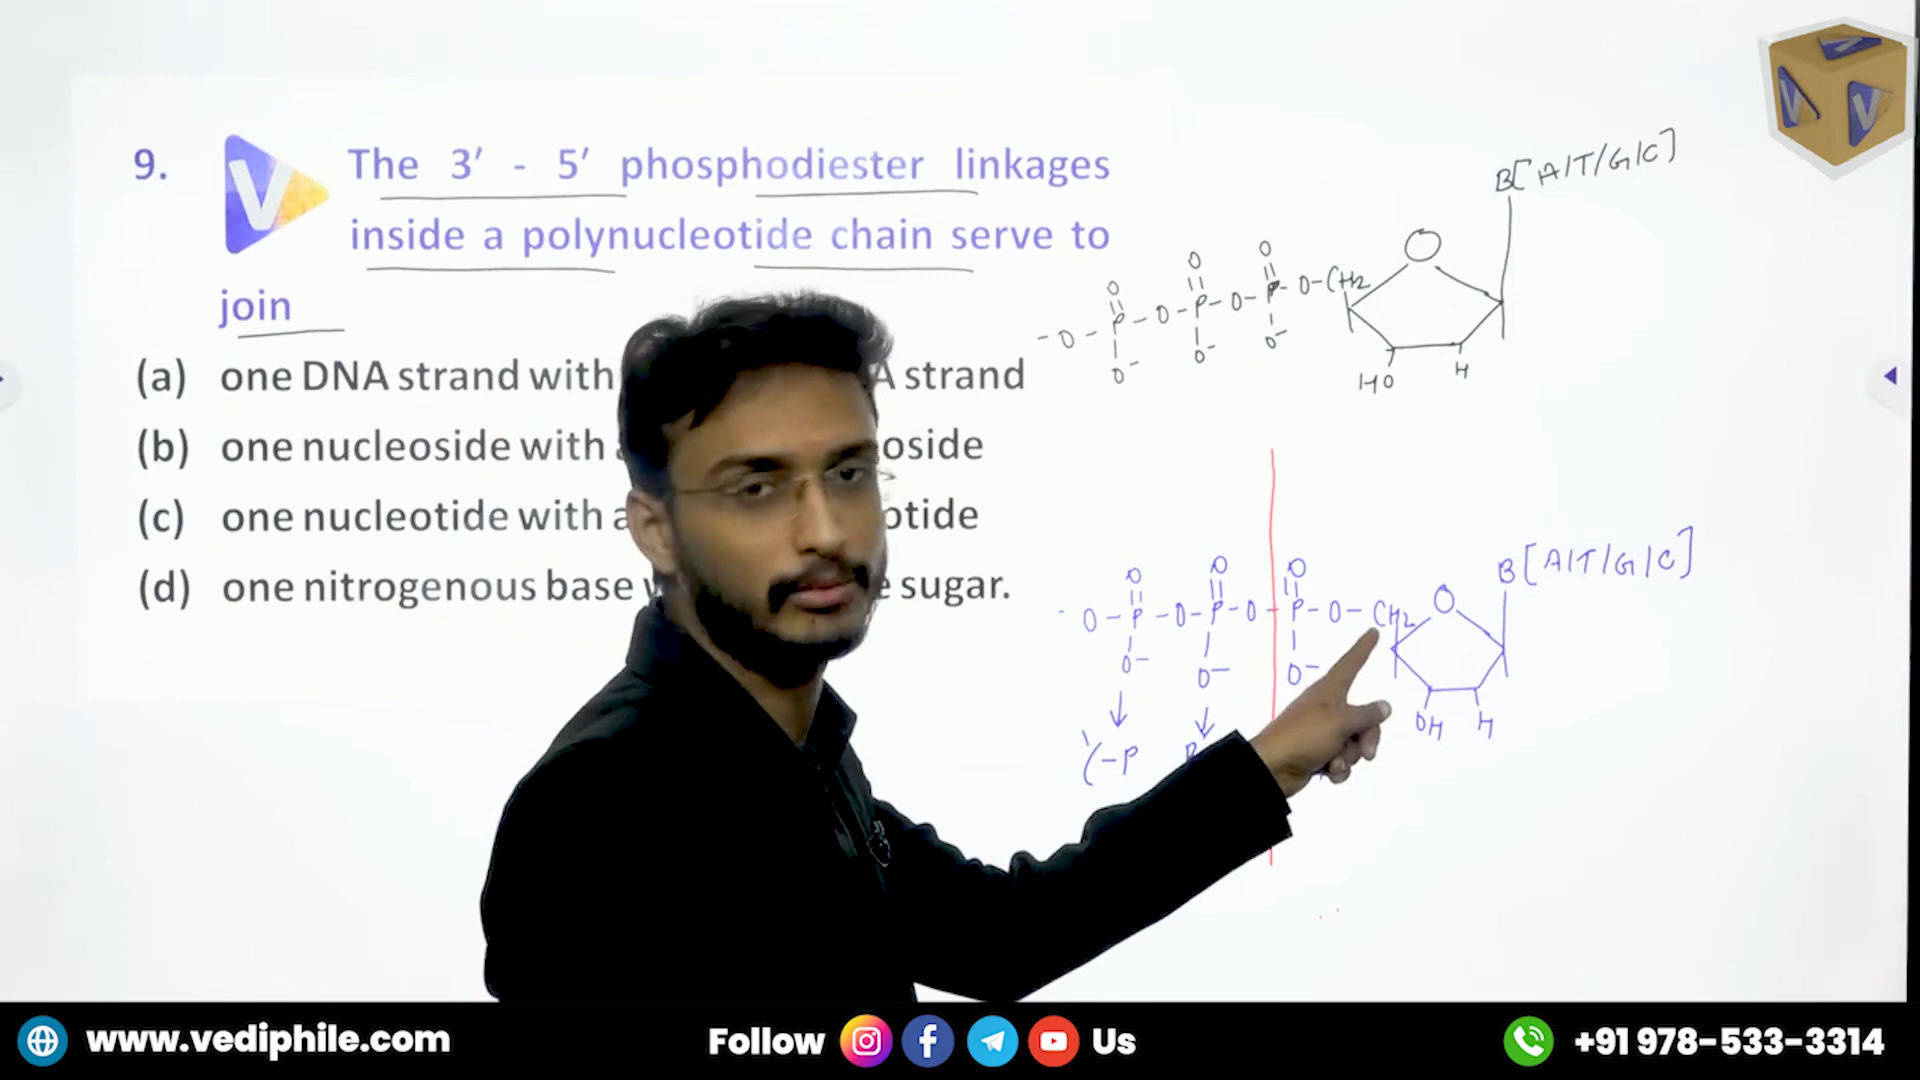 9. The 3′ - 5′ phosphodiester linkages
inside a polynucleotide chain serve to
join
(a) one DNA strand with A strand
(b) one nucleoside with oside
(c) one nucleotide with a otide
(d) one nitrogenous base sugar.
B[A/T/G/C]
O O O
-O-P-O-P-O-P-O-CH2 O
O- O- O-
HO H
B[A/T/G/C]
O O O
O-P-O-P-O-P-O-CH2 O
O- O- O-
OH H
www.vediphile.com
Follow Us
+91 978-533-3314